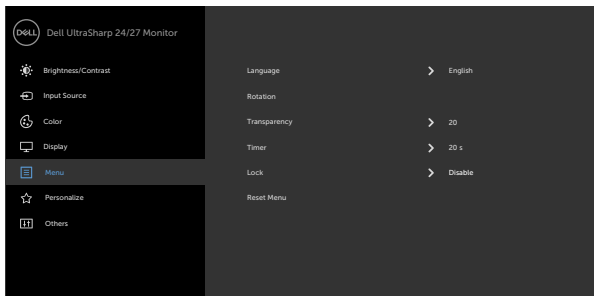 DELL Dell UltraSharp 24/27 Monitor
Brightness/Contrast
Input Source
Color
Display
Menu
Personalize
Others
Language English
Rotation
Transparency 20
Timer 20 s
Lock Disable
Reset Menu